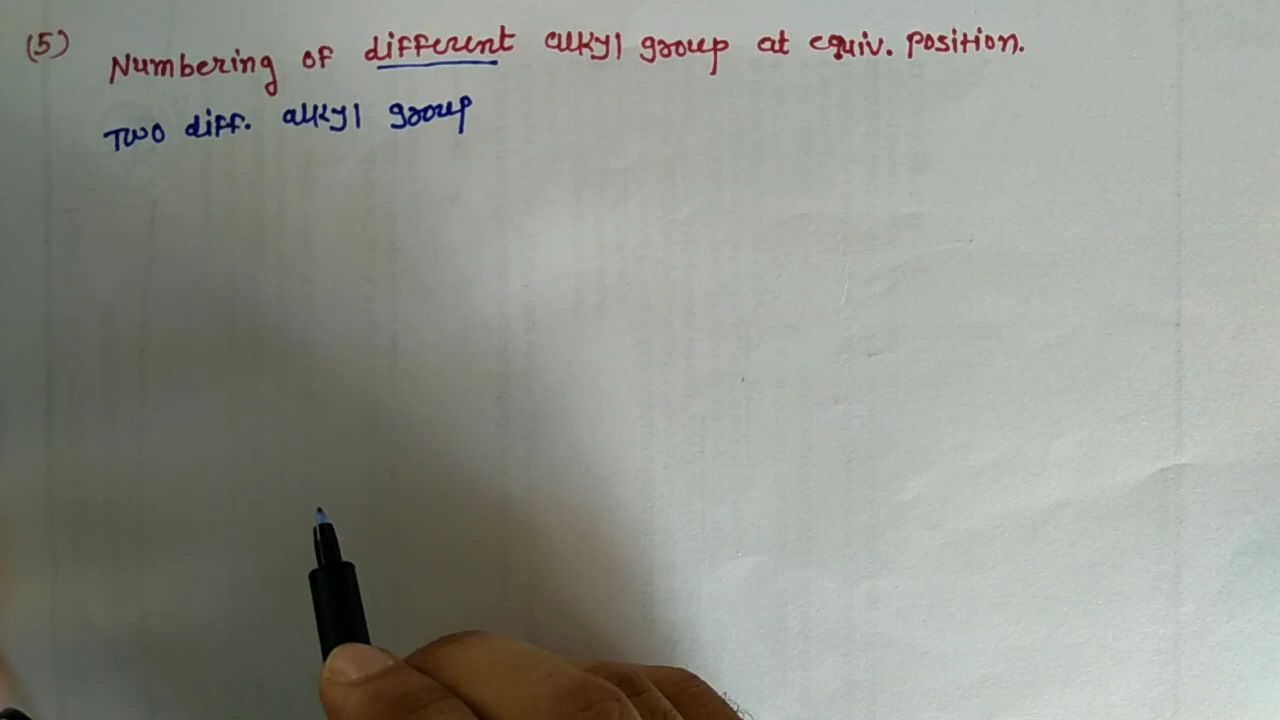 (5) Numbering of different alkyl group at equiv. position.
Two diff. alkyl group